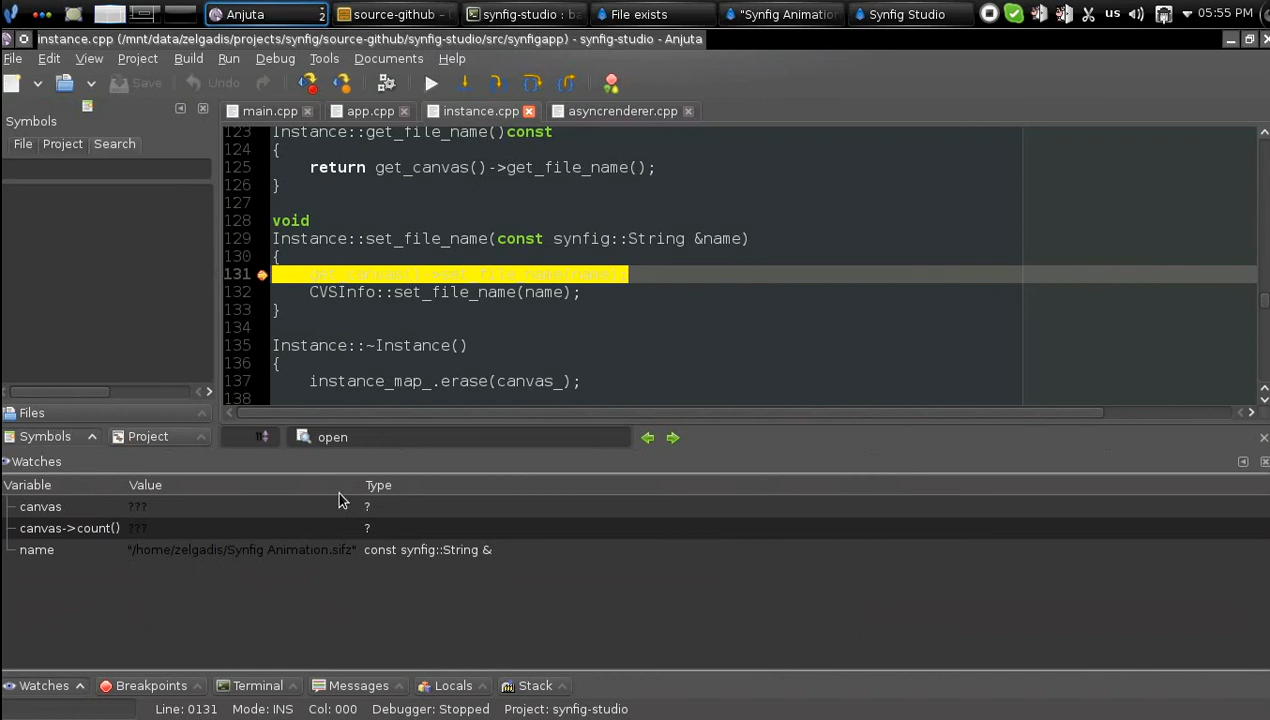 Anjuta 2 source-github - synfig-studio : ba File exists "Synfig Animation Synfig Studio us 05:55 PM
instance.cpp (/mnt/data/zelgadis/projects/synfig/source-github/synfig-studio/src/synfigapp) - synfig-studio - Anjuta
File Edit View Project Build Run Debug Tools Documents Help
Save Undo
main.cpp app.cpp instance.cpp asyncrenderer.cpp
Symbols
File Project Search
123 Instance::get_file_name()const
124 {
125 return get_canvas()->get_file_name();
126 }
127
128 void
129 Instance::set_file_name(const synfig::String &name)
130 {
131
132 CVSInfo::set_file_name(name);
133 }
134
135 Instance::~Instance()
136 {
137 instance_map_.erase(canvas_);
138
Files
Symbols Project
open
Watches
Variable Value Type
canvas ??? ?
canvas->count() ??? ?
name "/home/zelgadis/Synfig Animation.sifz" const synfig::String &
Watches Breakpoints Terminal Messages Locals Stack
Line: 0131 Mode: INS Col: 000 Debugger: Stopped Project: synfig-studio